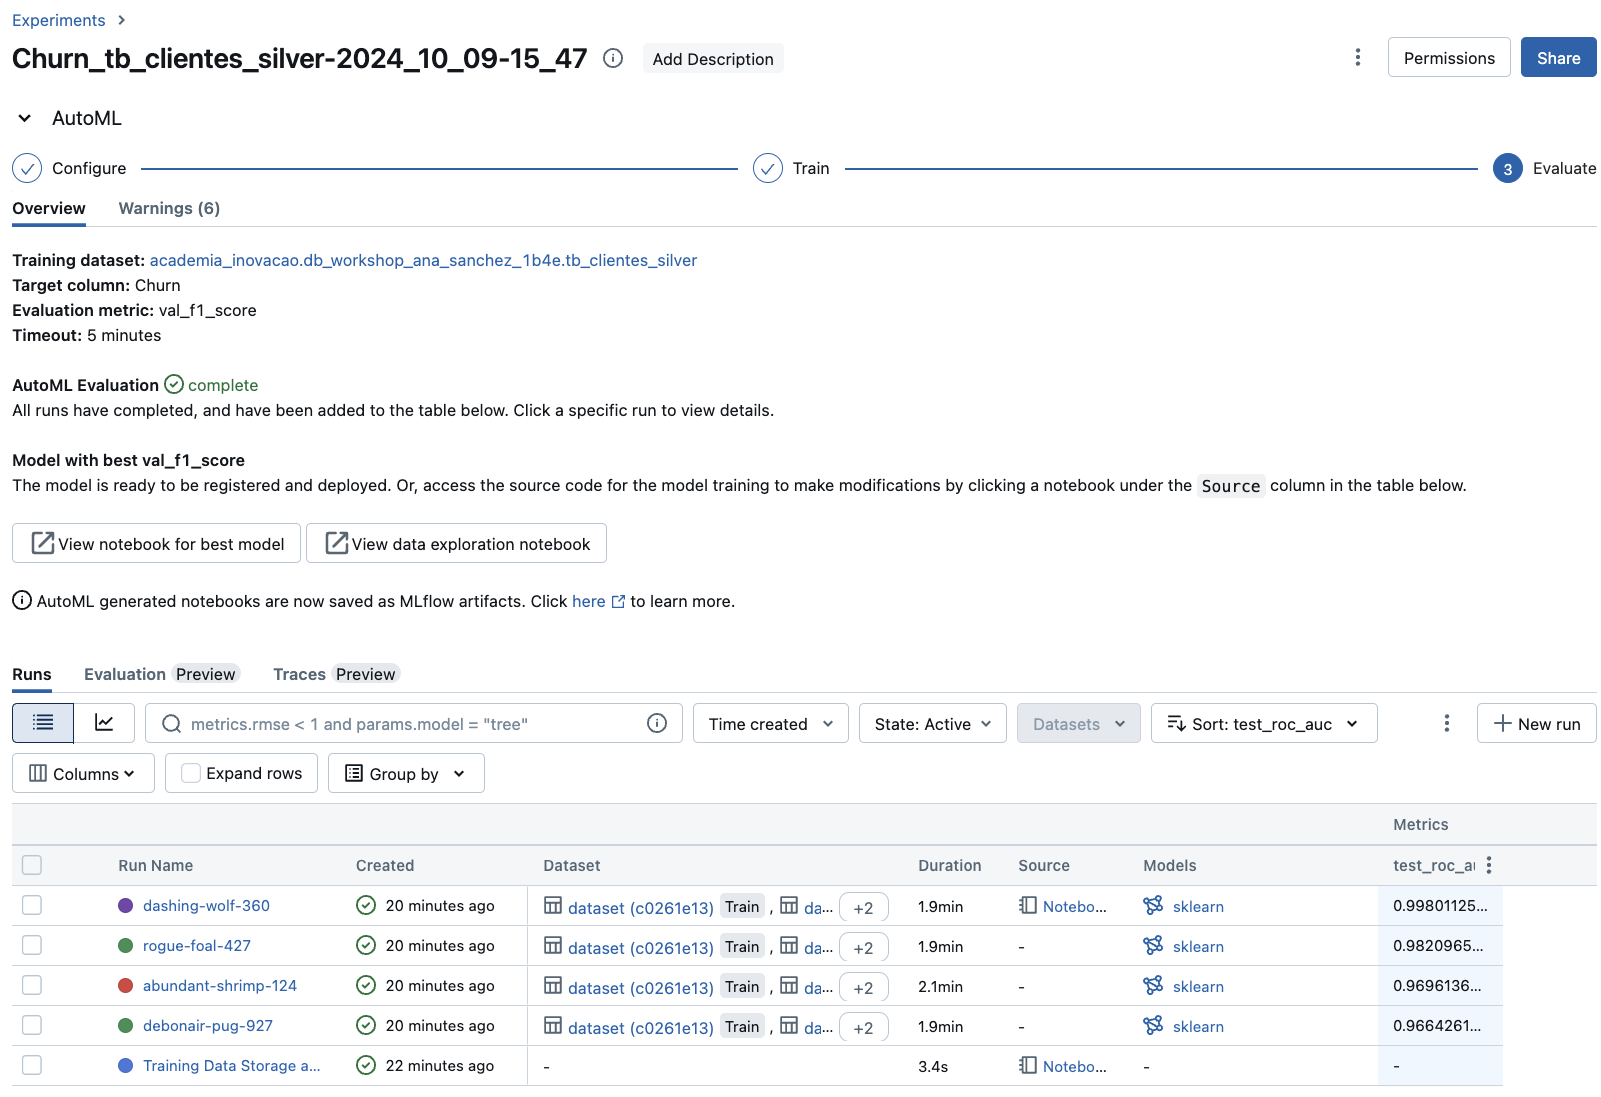 Experiments
Churn_tb_clientes_silver-2024_10_09-15_47 Add Description Permissions Share
AutoML
Configure Train 3 Evaluate
Overview Warnings (6)
Training dataset: academia_inovacao.db_workshop_ana_sanchez_1b4e.tb_clientes_silver
Target column: Churn
Evaluation metric: val_f1_score
Timeout: 5 minutes
AutoML Evaluation complete
All runs have completed, and have been added to the table below. Click a specific run to view details.
Model with best val_f1_score
The model is ready to be registered and deployed. Or, access the source code for the model training to make modifications by clicking a notebook under the Source column in the table below.
View notebook for best model View data exploration notebook
AutoML generated notebooks are now saved as MLflow artifacts. Click here to learn more.
Runs Evaluation Preview Traces Preview
metrics.rmse < 1 and params.model = "tree" Time created State: Active Datasets Sort: test_roc_auc New run
Columns Expand rows Group by
Metrics
Run Name Created Dataset Duration Source Models test_roc_au
dashing-wolf-360 20 minutes ago dataset (c0261e13) Train , da... +2 1.9min Notebo... sklearn 0.99801125...
rogue-foal-427 20 minutes ago dataset (c0261e13) Train , da... +2 1.9min - sklearn 0.9820965...
abundant-shrimp-124 20 minutes ago dataset (c0261e13) Train , da... +2 2.1min - sklearn 0.9696136...
debonair-pug-927 20 minutes ago dataset (c0261e13) Train , da... +2 1.9min - sklearn 0.9664261...
Training Data Storage a... 22 minutes ago - 3.4s Notebo... - -